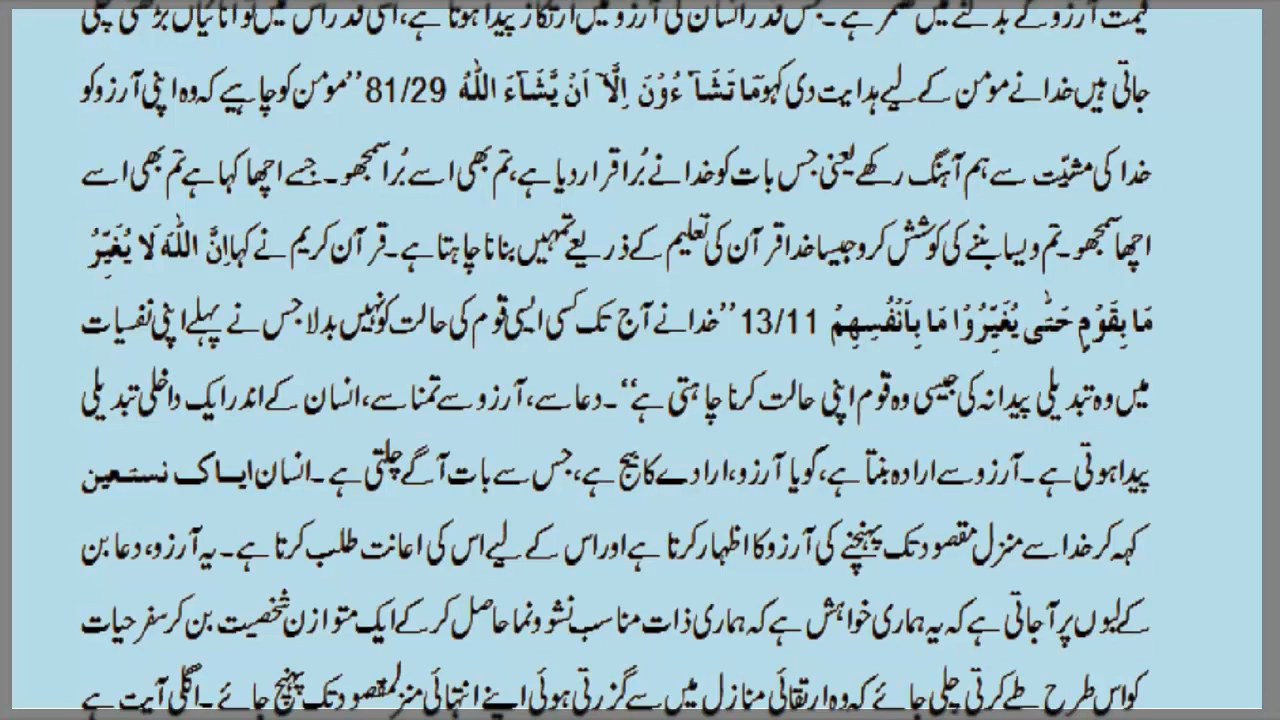 قیمت آرزو کے بدلنے میں مضمر ہے۔ جس قدر انسان کی آرزو میں ارتکاز پیدا ہوتا ہے، اسی قدر اس میں توانائیاں بڑھتی چلی
جاتی ہیں خدا نے مومن کے لیے ہدایت دی کہو مَا تَشَآءُوْنَ اِلَّآ اَنْ یَّشَآءَ اللّٰهُ 81/29 ’’مومن کو چاہیے کہ وہ اپنی آرزو کو
خدا کی مشیّت سے ہم آہنگ رکھے یعنی جس بات کو خدا نے بُرا قرار دیا ہے، تم بھی اسے بُرا سمجھو۔ جسے اچھا کہا ہے تم بھی اسے
اچھا سمجھو۔ تم ویسا بننے کی کوشش کرو جیسا خدا قرآن کی تعلیم کے ذریعے تمہیں بنانا چاہتا ہے۔ قرآن کریم نے کہا اِنَّ اللّٰهَ لَا یُغَیِّرُ
مَا بِقَوْمٍ حَتّٰی یُغَیِّرُوْا مَا بِاَنْفُسِهِمْ 13/11 ’’خدا نے آج تک کسی ایسی قوم کی حالت کو نہیں بدلا جس نے پہلے اپنی نفسیات
میں وہ تبدیلی پیدا نہ کی جیسی وہ قوم اپنی حالت کرنا چاہتی ہے‘‘۔ دعا سے، آرزو سے تمنا سے، انسان کے اندر ایک داخلی تبدیلی
پیدا ہوتی ہے۔ آرزو سے ارادہ بنتا ہے، گویا آرزو، ارادے کا بیج ہے، جس سے بات آگے چلتی ہے۔ انسان ایاک نستعین
کہہ کر خدا سے منزل مقصود تک پہنچنے کی آرزو کا اظہار کرتا ہے اور اس کے لیے اس کی اعانت طلب کرتا ہے۔ یہ آرزو، دعا بن
کے لبوں پر آجاتی ہے کہ یہ ہماری خواہش ہے کہ ہماری ذات مناسب نشوونما حاصل کر کے ایک متوازن شخصیت بن کر سفر حیات
کو اس طرح طے کرتی چلی جائے کہ وہ ارتقائی منازل میں سے گزرتی ہوئی اپنے انتہائی منزل مقصود تک پہنچ جائے۔ اگلی آیت ہے